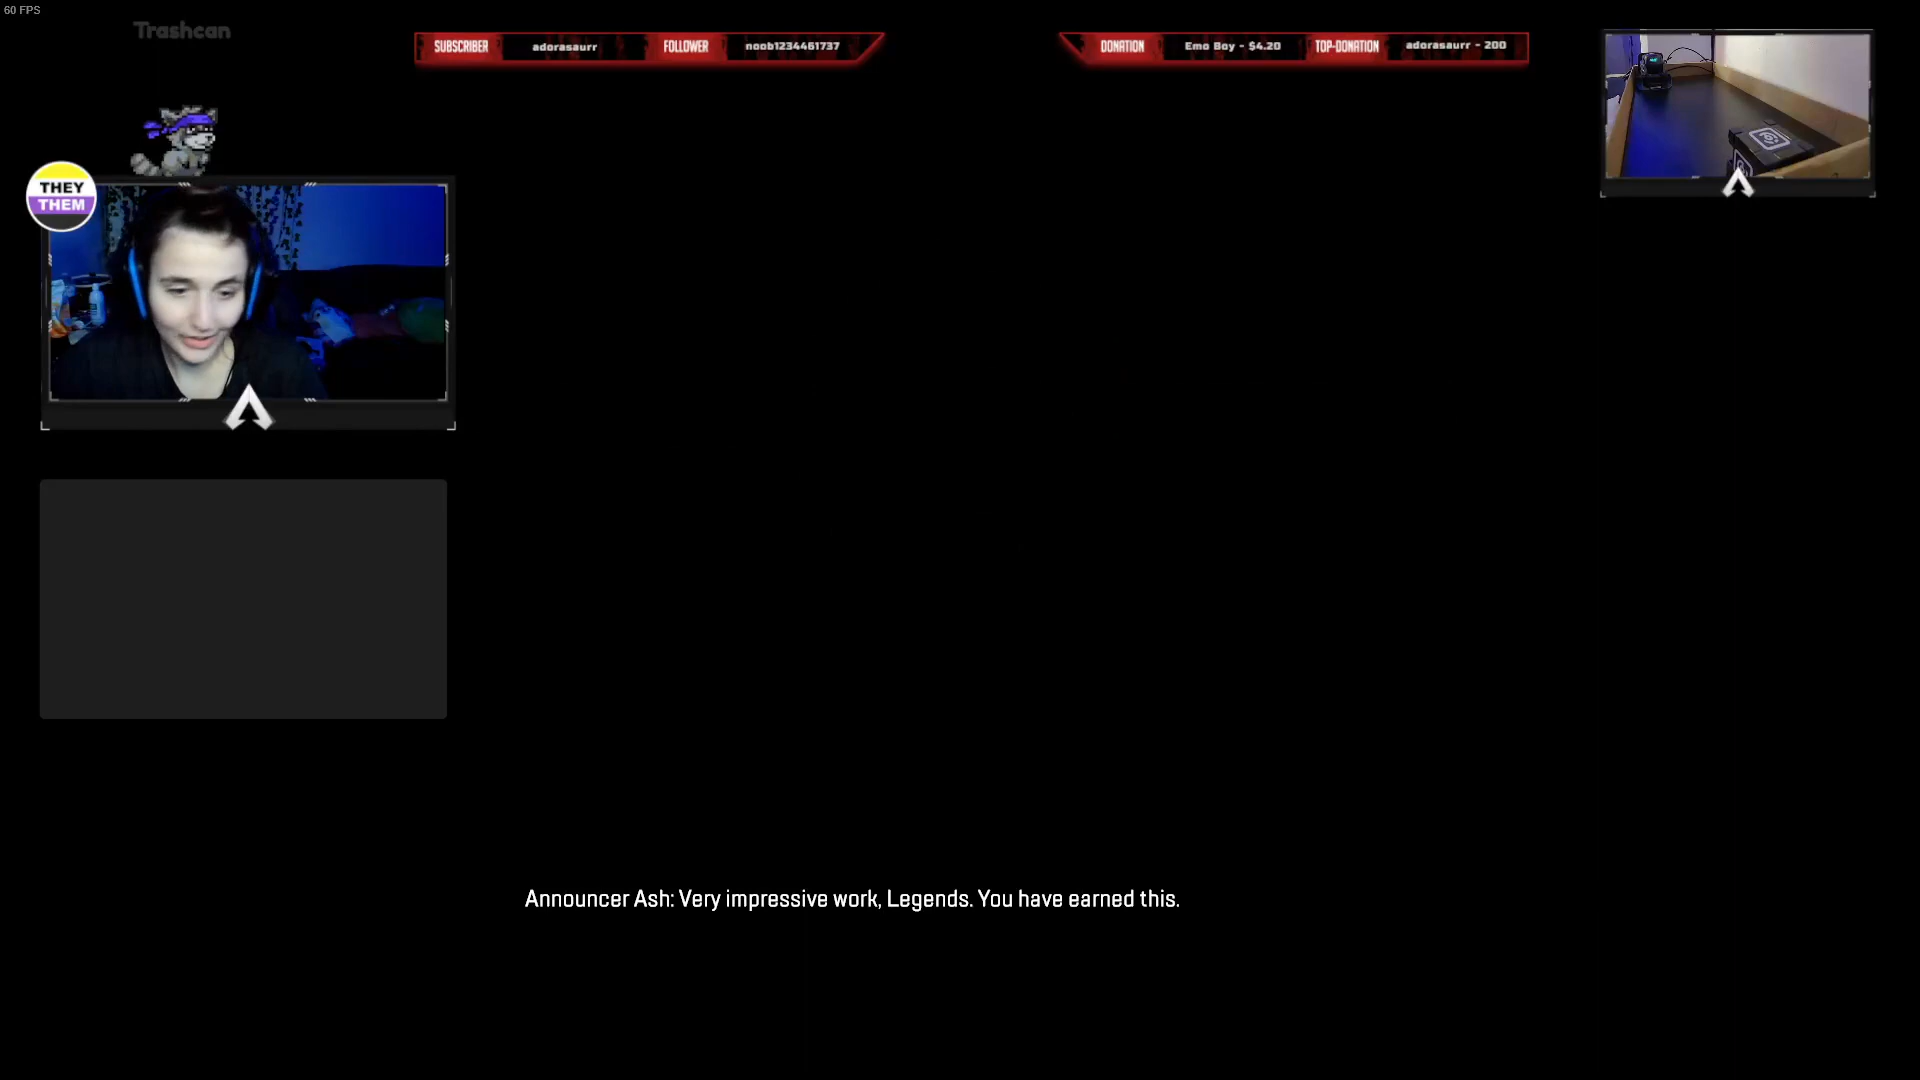 60 FPS
Trashcan
SUBSCRIBER adorasaurr FOLLOWER noob1234461737
DONATION Emo Boy - $4.20 TOP-DONATION adorasaurr - 200
THEY
THEM
Announcer Ash: Very impressive work, Legends. You have earned this.